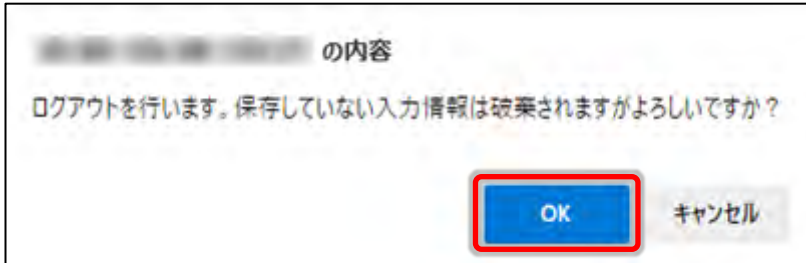 の内容
ログアウトを行います。保存していない入力情報は破棄されますがよろしいですか？
OK キャンセル